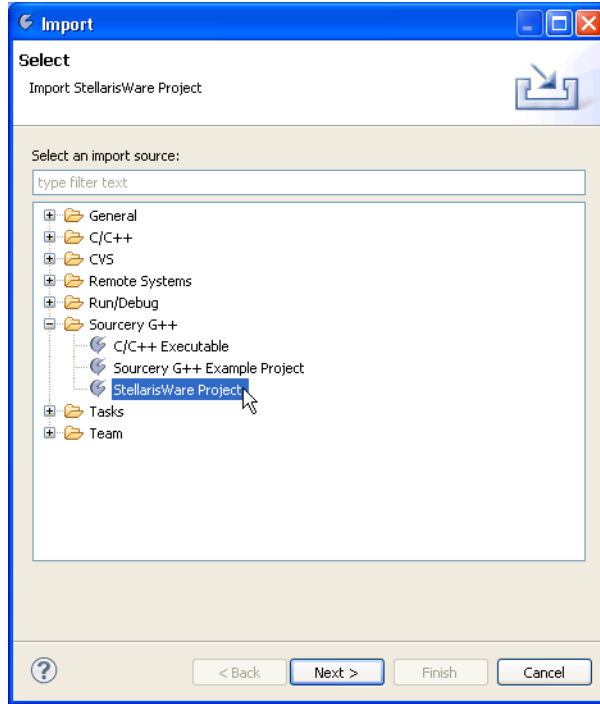 Import
Select
Import StellarisWare Project
Select an import source:
type filter text
General
C/C++
CVS
Remote Systems
Run/Debug
Sourcery G++
C/C++ Executable
Sourcery G++ Example Project
StellarisWare Project
Tasks
Team
< Back Next > Finish Cancel